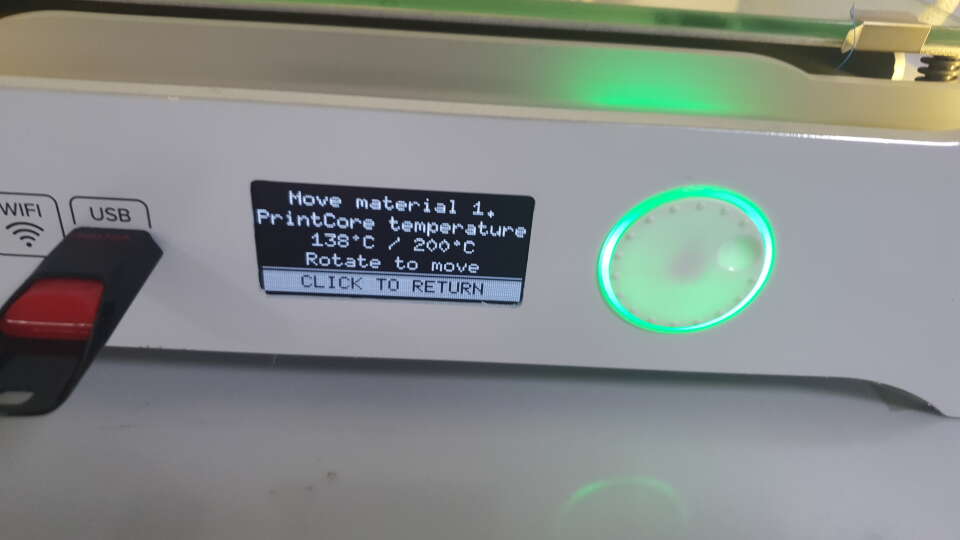 WIFI
USB
Move material 1.
PrintCore temperature
138°C / 200°C
Rotate to move
CLICK TO RETURN